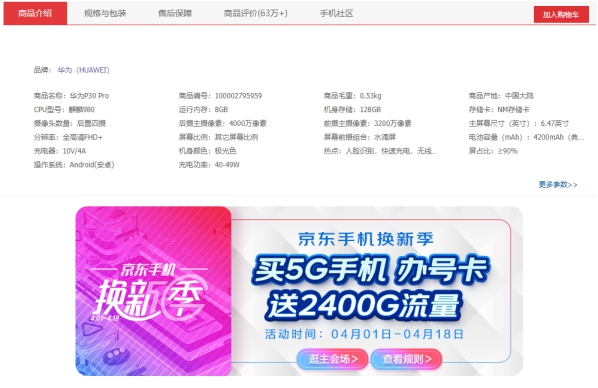 商品介绍 规格与包装 售后保障 商品评价(63万+) 手机社区 加入购物车
品牌： 华为（HUAWEI）
商品名称：华为P30 Pro 商品编号：100002795959 商品毛重：0.53kg 商品产地：中国大陆
CPU型号：麒麟980 运行内存：8GB 机身存储：128GB 存储卡：NM存储卡
摄像头数量：后置四摄 后摄主摄像素：4000万像素 前摄主摄像素：3200万像素 主屏幕尺寸（英寸）：6.47英寸
分辨率：全高清FHD+ 屏幕比例：其它屏幕比例 屏幕前摄组合：水滴屏 电池容量（mAh）：4200mAh（典...
充电器：10V/4A 机身颜色：极光色 热点：人脸识别，快速充电，无线... 屏占比：≥90%
操作系统：Android(安卓) 充电功率：40-49W
更多参数>>
京东手机
换新季
4.01-4.18
京东手机换新季
买5G手机 办号卡
送2400G流量
活动时间：04月01日-04月18日
逛主会场> 查看规则>